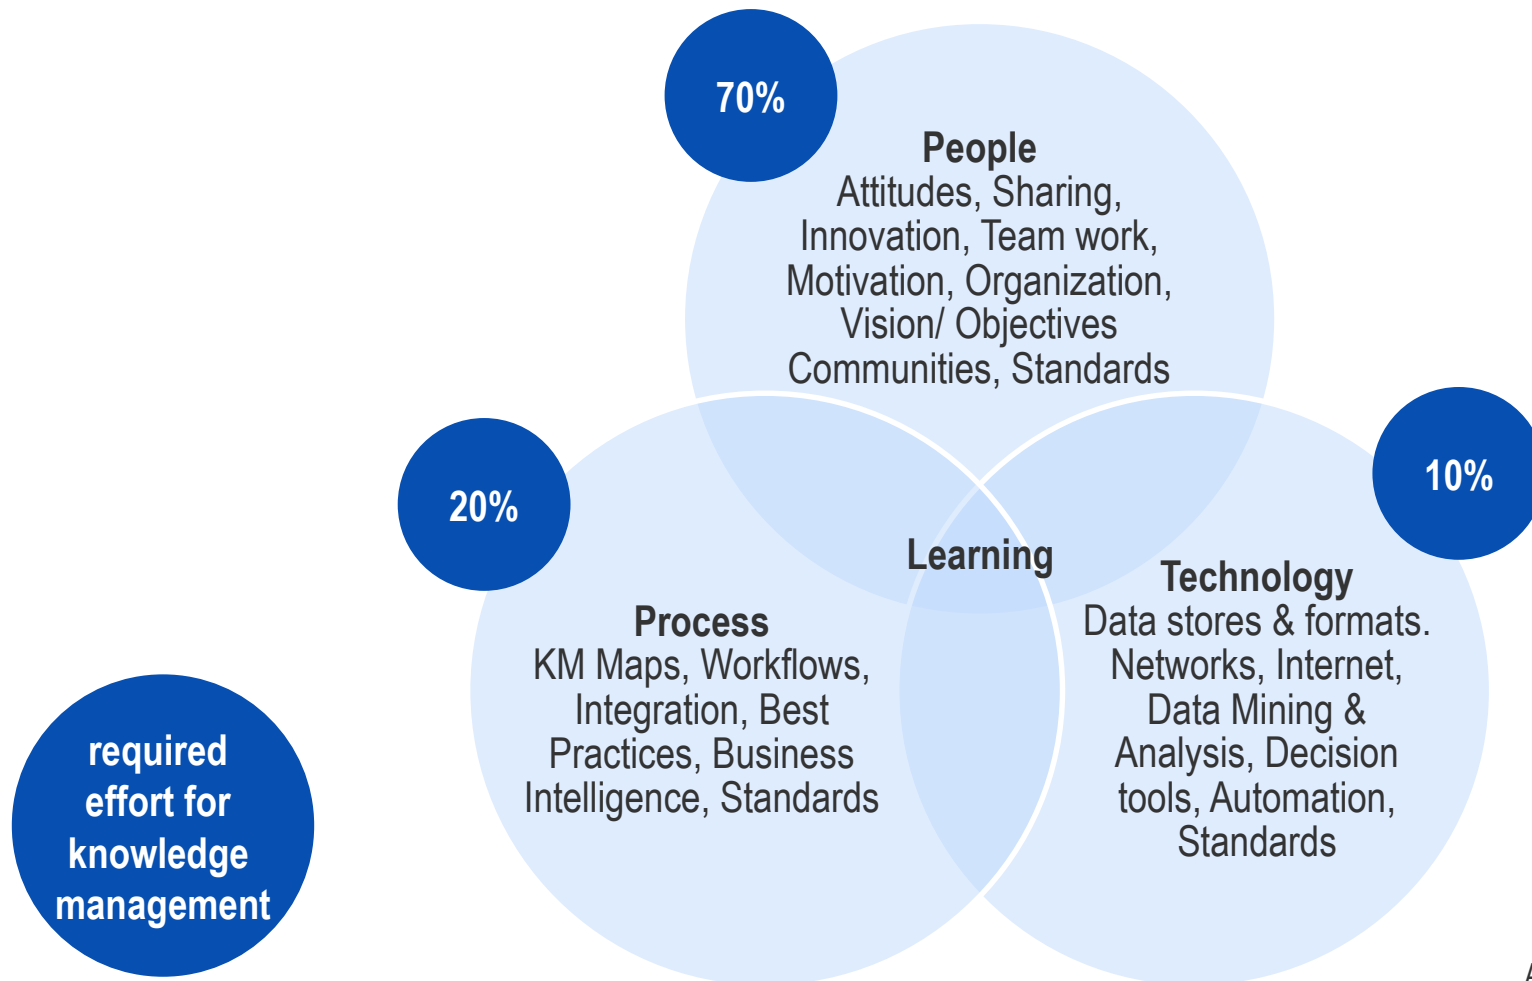 70%
People
Attitudes, Sharing,
Innovation, Team work,
Motivation, Organization,
Vision/ Objectives
Communities, Standards
20%
10%
Learning
Process
KM Maps, Workflows,
Integration, Best
Practices, Business
Intelligence, Standards
Technology
Data stores & formats.
Networks, Internet,
Data Mining &
Analysis, Decision
tools, Automation,
Standards
required
effort for
knowledge
management